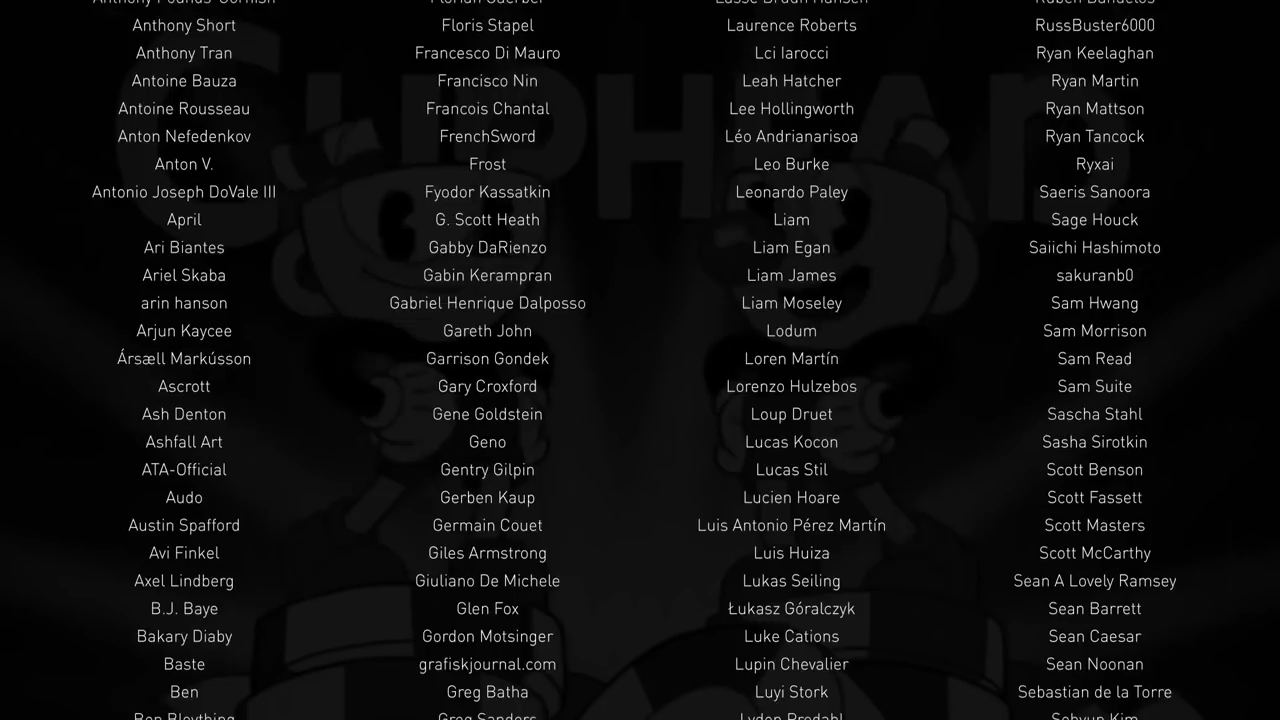 CUPHEAD
Anthony Short
Anthony Tran
Antoine Bauza
Antoine Rousseau
Anton Nefedenkov
Anton V.
Antonio Joseph DoVale III
April
Ari Biantes
Ariel Skaba
arin hanson
Arjun Kaycee
Ársæll Markússon
Ascrott
Ash Denton
Ashfall Art
ATA-Official
Audo
Austin Spafford
Avi Finkel
Axel Lindberg
B.J. Baye
Bakary Diaby
Baste
Ben
Ben Bleything
Floris Stapel
Francesco Di Mauro
Francisco Nin
Francois Chantal
FrenchSword
Frost
Fyodor Kassatkin
G. Scott Heath
Gabby DaRienzo
Gabin Kerampran
Gabriel Henrique Dalposso
Gareth John
Garrison Gondek
Gary Croxford
Gene Goldstein
Geno
Gentry Gilpin
Gerben Kaup
Germain Couet
Giles Armstrong
Giuliano De Michele
Glen Fox
Gordon Motsinger
grafiskjournal.com
Greg Batha
Greg Sanders
Laurence Roberts
Lci Iarocci
Leah Hatcher
Lee Hollingworth
Léo Andrianarisoa
Leo Burke
Leonardo Paley
Liam
Liam Egan
Liam James
Liam Moseley
Lodum
Loren Martín
Lorenzo Hulzebos
Loup Druet
Lucas Kocon
Lucas Stil
Lucien Hoare
Luis Antonio Pérez Martín
Luis Huiza
Lukas Seiling
Łukasz Góralczyk
Luke Cations
Lupin Chevalier
Luyi Stork
RussBuster6000
Ryan Keelaghan
Ryan Martin
Ryan Mattson
Ryan Tancock
Ryxai
Saeris Sanoora
Sage Houck
Saiichi Hashimoto
sakuranb0
Sam Hwang
Sam Morrison
Sam Read
Sam Suite
Sascha Stahl
Sasha Sirotkin
Scott Benson
Scott Fassett
Scott Masters
Scott McCarthy
Sean A Lovely Ramsey
Sean Barrett
Sean Caesar
Sean Noonan
Sebastian de la Torre
Sohyun Kim